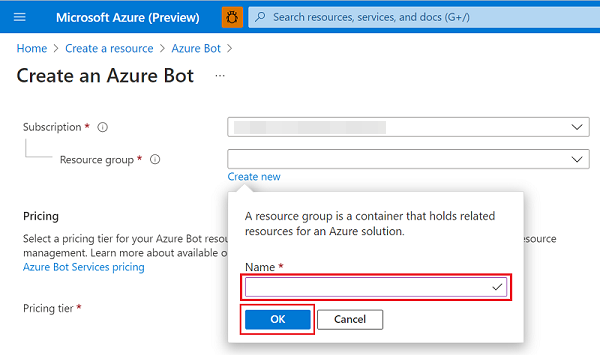 Microsoft Azure (Preview)
Search resources, services, and docs (G+/)
Home > Create a resource > Azure Bot >
Create an Azure Bot ...
Subscription *
Resource group *
Create new
A resource group is a container that holds related
resources for an Azure solution.
Name *
OK
Cancel
Pricing
Select a pricing tier for your Azure Bot resou
esource
management. Learn more about available o
Azure Bot Services pricing
Pricing tier *